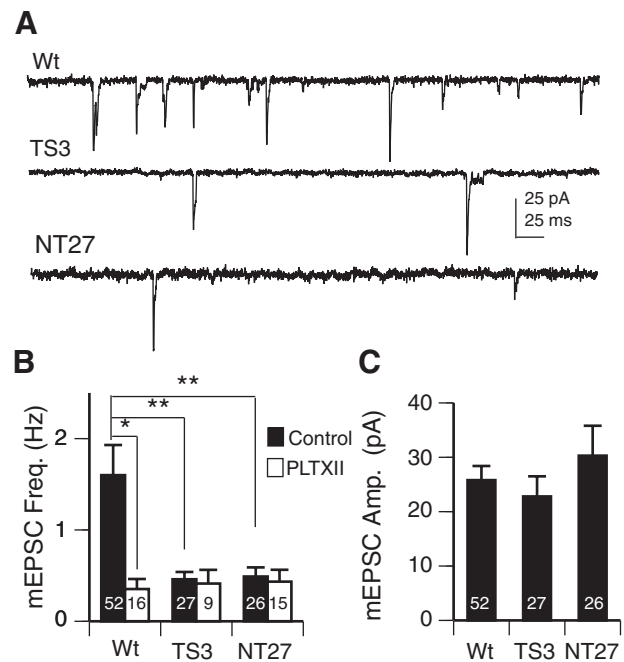 A
Wt
TS3
25 pA
25 ms
NT27
B
mEPSC Freq. (Hz)
2
1
0
**
**
*
Control
PLTXII
52
16
27
9
26
15
Wt
TS3
NT27
C
mEPSC Amp. (pA)
40
30
20
10
0
52
27
26
Wt
TS3
NT27